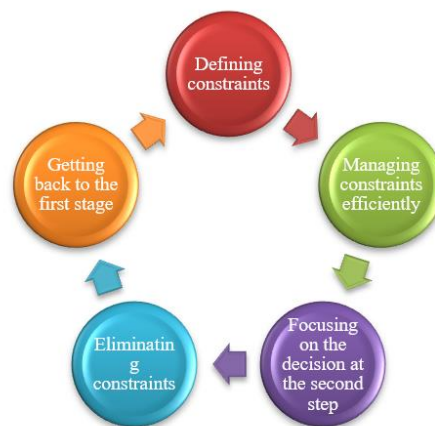 Defining
constraints
Managing
constraints
efficiently
Focusing
on the
decision at
the second
step
Eliminatin
g
constraints
Getting
back to the
first stage